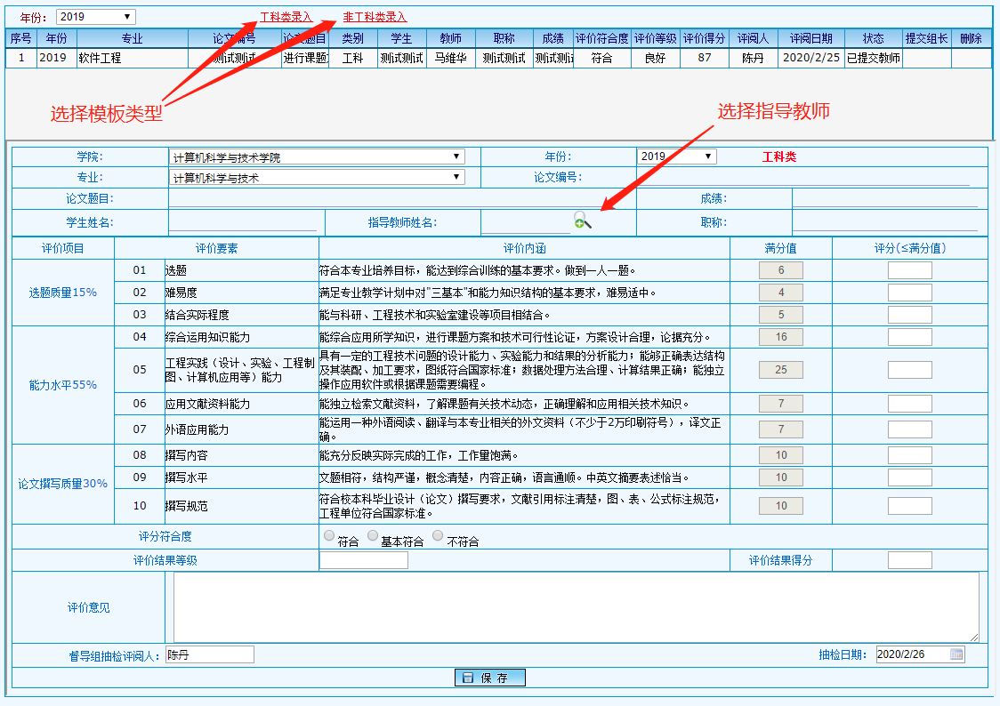 年份： 2019 工科类录入 非工科类录入
序号 年份 专业 论文编号 论文题目 类别 学生 教师 职称 成绩 评价符合度 评价等级 评价得分 评阅人 评阅日期 状态 提交组长 删除
1 2019 软件工程 测试测试 进行课题 工科 测试测试 马维华 测试测试 测试测试 符合 良好 87 陈丹 2020/2/25 已提交教师
选择模板类型
选择指导教师
学院： 计算机科学与技术学院 年份： 2019 工科类
专业： 计算机科学与技术 论文编号：
论文题目： 成绩：
学生姓名： 指导教师姓名： 职称：
评价项目 评价要素 评价内涵 满分值 评分(≤满分值)
选题质量15%
01 选题 符合本专业培养目标，能达到综合训练的基本要求。做到一人一题。 6
02 难易度 满足专业教学计划中对"三基本"和能力知识结构的基本要求，难易适中。 4
03 结合实际程度 能与科研、工程技术和实验室建设等项目相结合。 5
能力水平55%
04 综合运用知识能力 能综合应用所学知识，进行课题方案和技术可行性论证，方案设计合理，论据充分。 16
05 工程实践（设计、实验、工程制
图、计算机应用等）能力
具有一定的工程技术问题的设计能力、实验能力和结果的分析能力；能够正确表达结构
及其装配、加工要求，图纸符合国家标准；数据处理方法合理、计算结果正确；能独立
操作应用软件或根据课题需要编程。
25
06 应用文献资料能力 能独立检索文献资料，了解课题有关技术动态，正确理解和应用相关技术知识。 7
07 外语应用能力 能运用一种外语阅读、翻译与本专业相关的外文资料（不少于2万印刷符号），译文正
确。
7
论文撰写质量30%
08 撰写内容 能充分反映实际完成的工作，工作量饱满。 10
09 撰写水平 文题相符，结构严谨，概念清楚，内容正确，语言通顺。中英文摘要表述恰当。 10
10 撰写规范 符合校本科毕业设计（论文）撰写要求，文献引用标注清楚，图、表、公式标注规范，
工程单位符合国家标准。
10
评分符合度 符合 基本符合 不符合
评价结果等级 评价结果得分
评价意见
督导组抽检评阅人： 陈丹 抽检日期： 2020/2/26
保 存